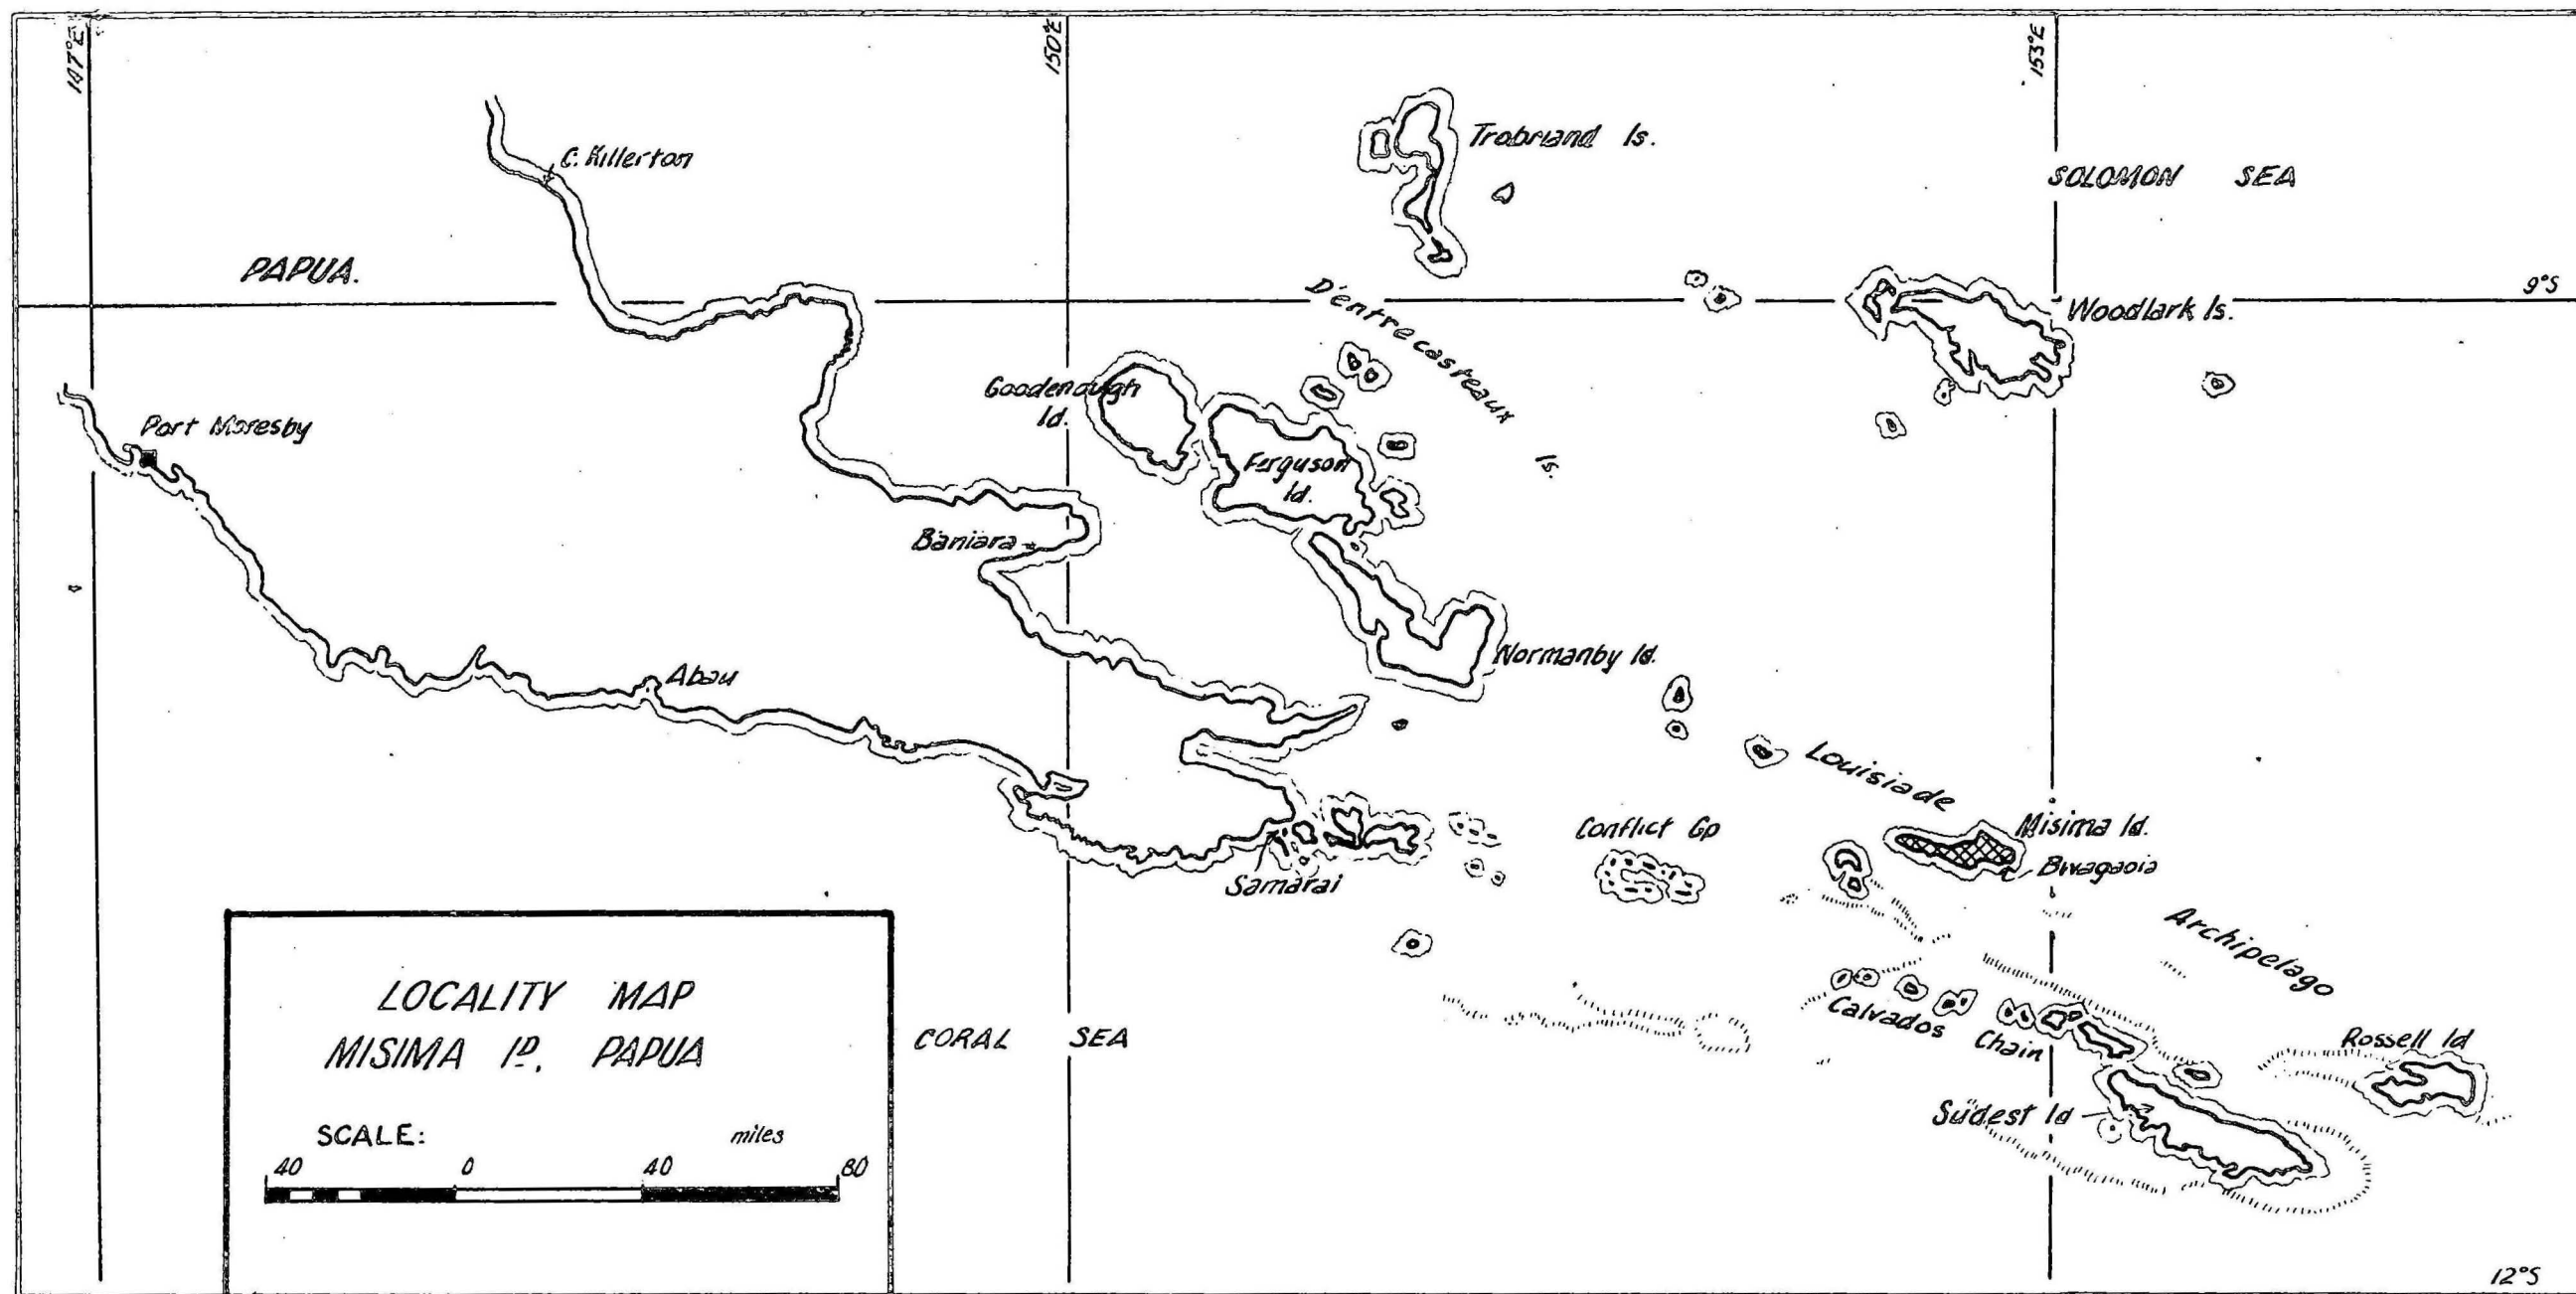 147°E
150°E
153°E
C. Killerton
Trobriand Is.
SOLOMON SEA
PAPUA.
D'entrecasteaux Is.
9°S
Woodlark Is.
Goodenough
Id.
Port Moresby
Ferguson
Id.
Baniara
Normanby Id.
Abau
Louisiade Archipelago
Conflict Gp
Misima Id.
Bwagaoia
Samarai
LOCALITY MAP
MISIMA ID, PAPUA
CORAL SEA
Calvados Chain
Rossell Id
Südest Id
SCALE: miles
40 0 40 80
12°S